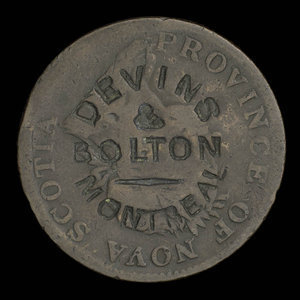 PROVINCE OF NOVA SCOTIA
DEVINS
&
BOLTON
MONTREAL